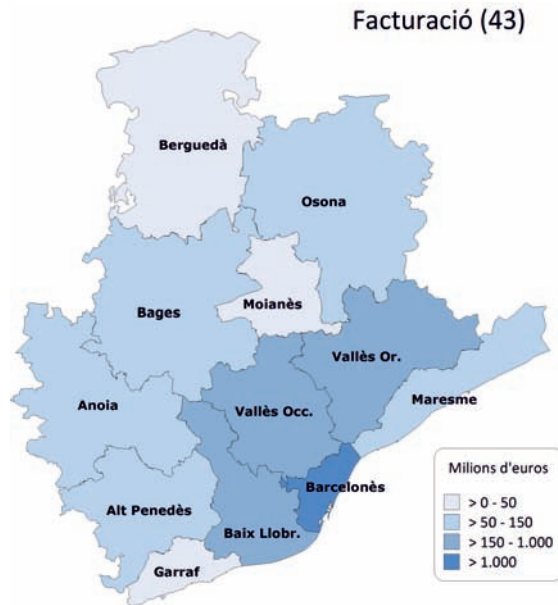 Facturació (43)
Berguedà
Osona
Moianès
Bages
Vallès Or.
Maresme
Anoia
Vallès Occ.
Barcelonès
Alt Penedès
Baix Llobr.
Garraf
Milions d'euros
> 0 - 50
> 50 - 150
> 150 - 1.000
> 1.000